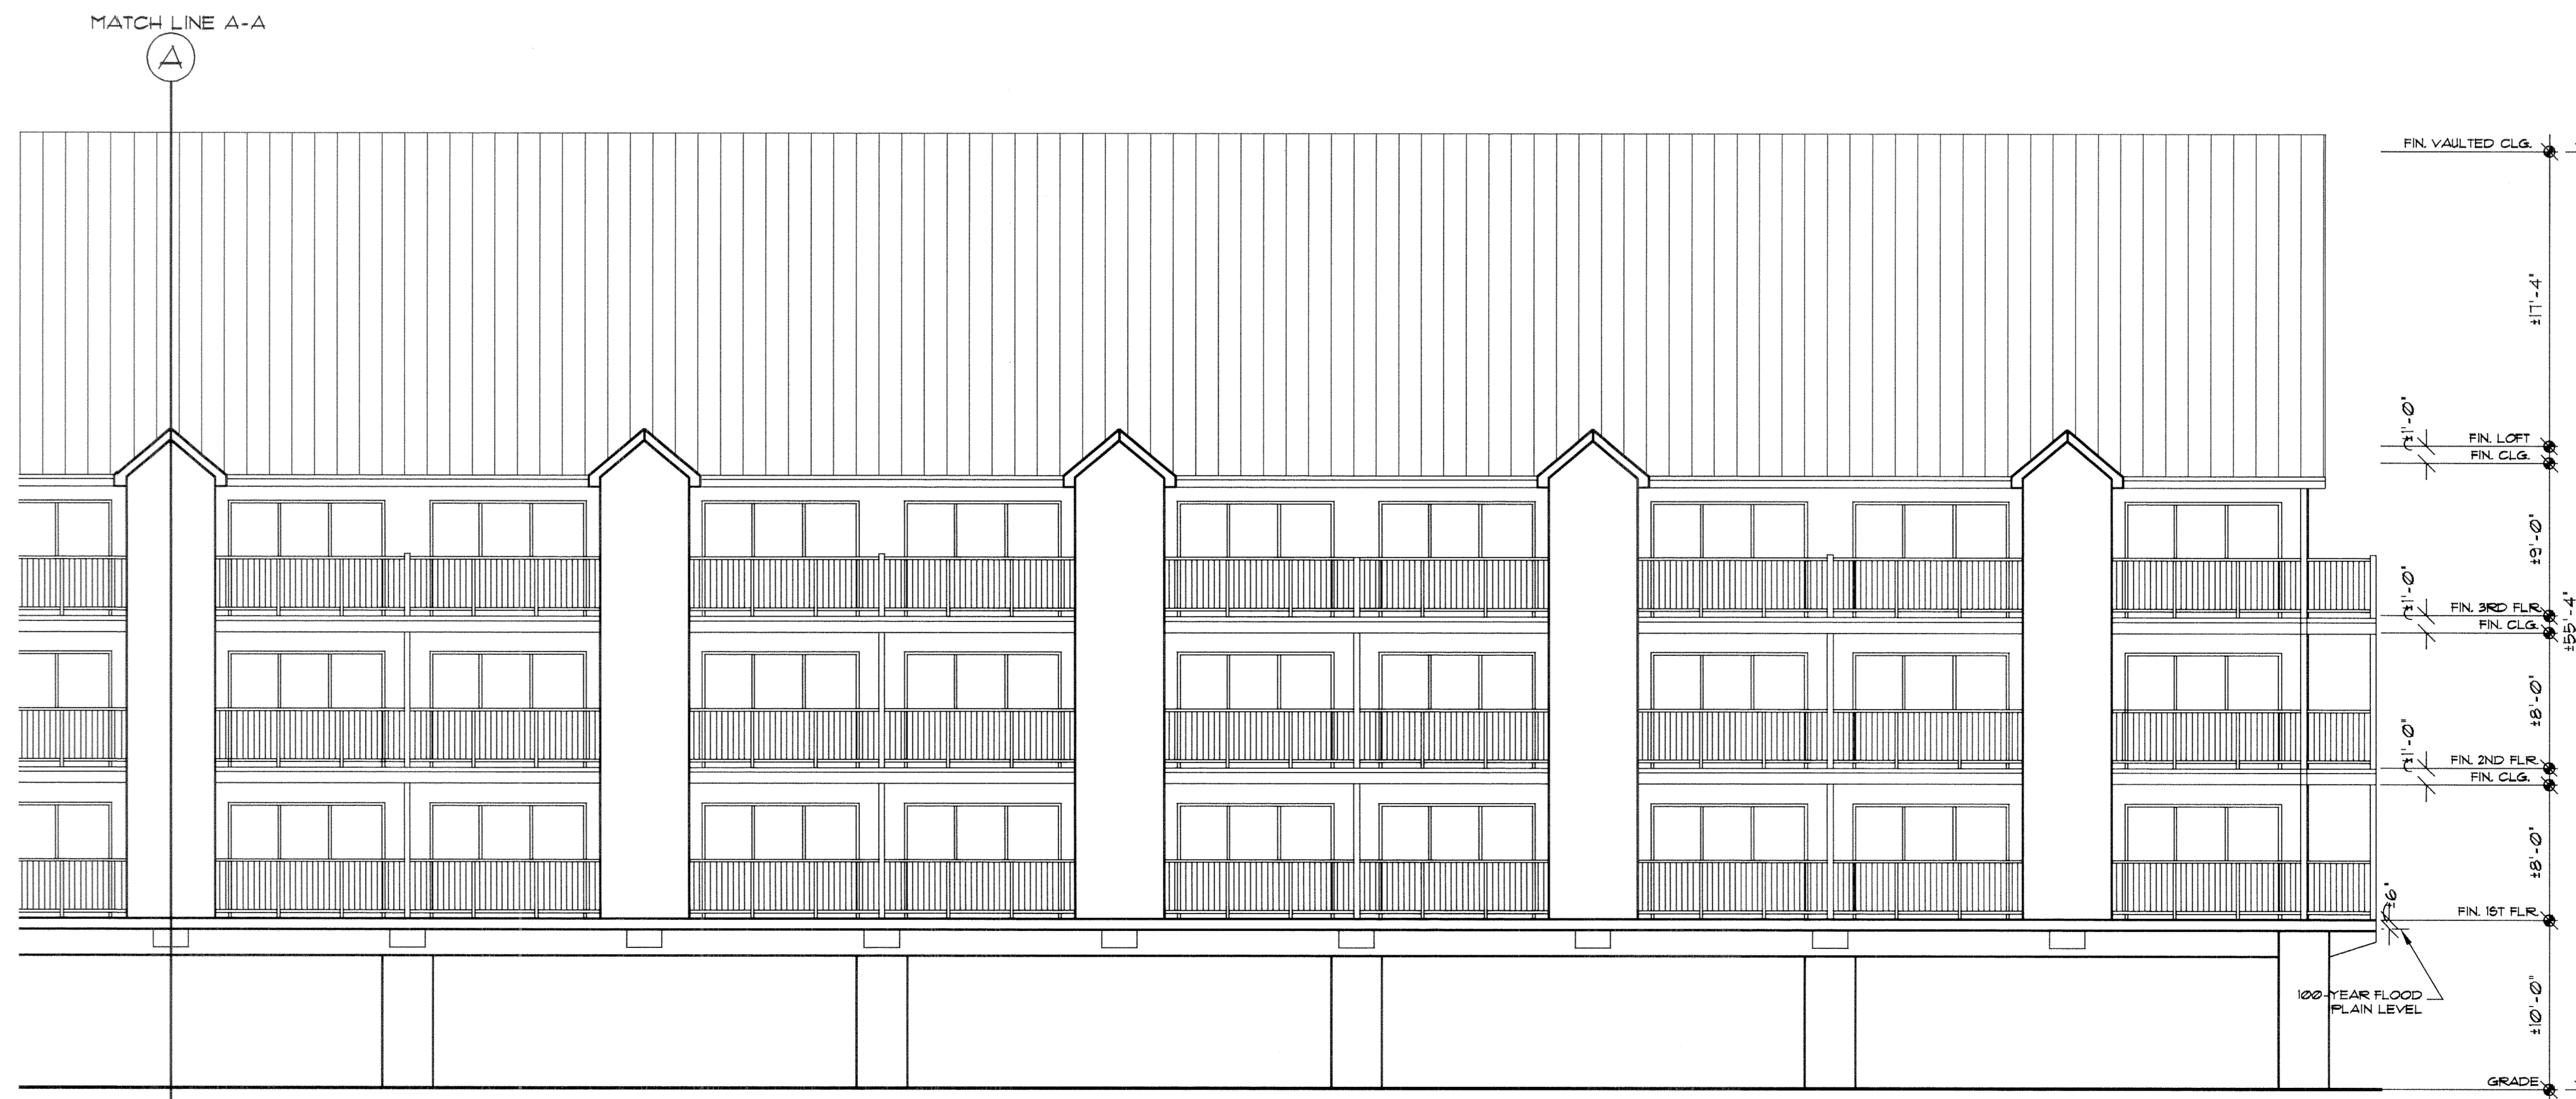 MATCH LINE A-A
A
FIN. VAULTED CLG.
±17'-4"
±1'-0"
FIN. LOFT
FIN. CLG.
±9'-0"
±1'-0"
FIN. 3RD FLR.
FIN. CLG.
±55'-4"
±8'-0"
±1'-0"
FIN. 2ND FLR.
FIN. CLG.
±8'-0"
±6"
FIN. 1ST FLR.
100-YEAR FLOOD
PLAIN LEVEL
±10'-0"
GRADE